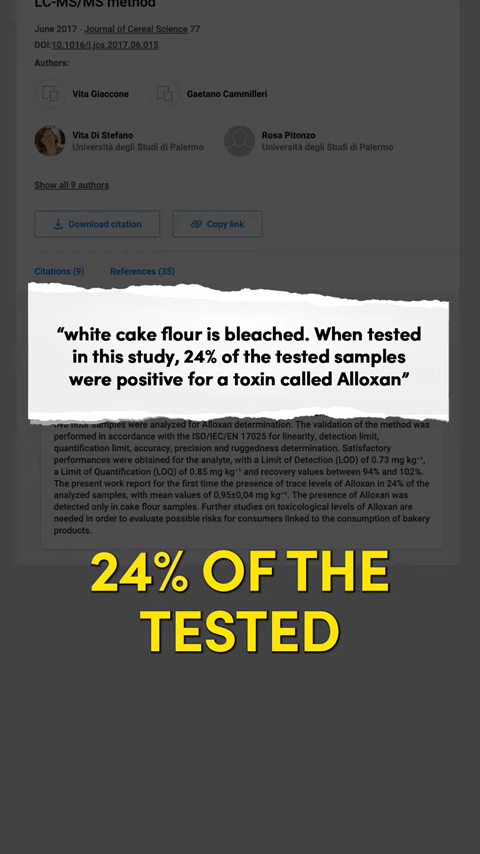 LC-MS/MS method
June 2017 · Journal of Cereal Science 77
DOI:10.1016/j.jcs.2017.06.015
Authors:
Vita Giaccone
Gaetano Cammilleri
Vita Di Stefano
Università degli Studi di Palermo
Rosa Pitonzo
Università degli Studi di Palermo
Show all 9 authors
Download citation
Copy link
Citations (9)
References (35)
“white cake flour is bleached. When tested
in this study, 24% of the tested samples
were positive for a toxin called Alloxan”
samples were analyzed for Alloxan determination. The validation of the method was
performed in accordance with the ISO/IEC/EN 17025 for linearity, detection limit,
quantification limit, accuracy, precision and ruggedness determination. Satisfactory
performances were obtained for the analyte, with a Limit of Detection (LOD) of 0.73 mg kg⁻¹,
a Limit of Quantification (LOQ) of 0.85 mg kg⁻¹ and recovery values between 94% and 102%.
The present work report for the first time the presence of trace levels of Alloxan in 24% of the
analyzed samples, with mean values of 0,95±0,04 mg kg⁻¹. The presence of Alloxan was
detected only in cake flour samples. Further studies on toxicological levels of Alloxan are
needed in order to evaluate possible risks for consumers linked to the consumption of bakery
products.
24% OF THE
TESTED